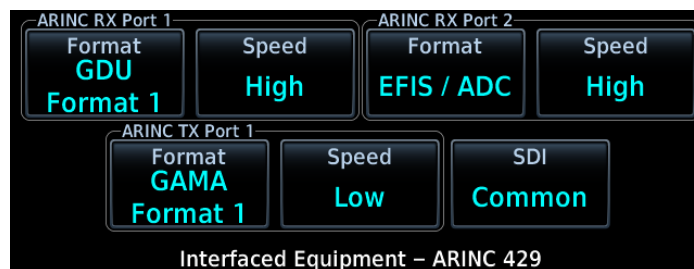 ARINC RX Port 1
ARINC RX Port 2
Format
GDU
Format 1
Speed
High
Format
EFIS / ADC
Speed
High
ARINC TX Port 1
Format
GAMA
Format 1
Speed
Low
SDI
Common
Interfaced Equipment – ARINC 429